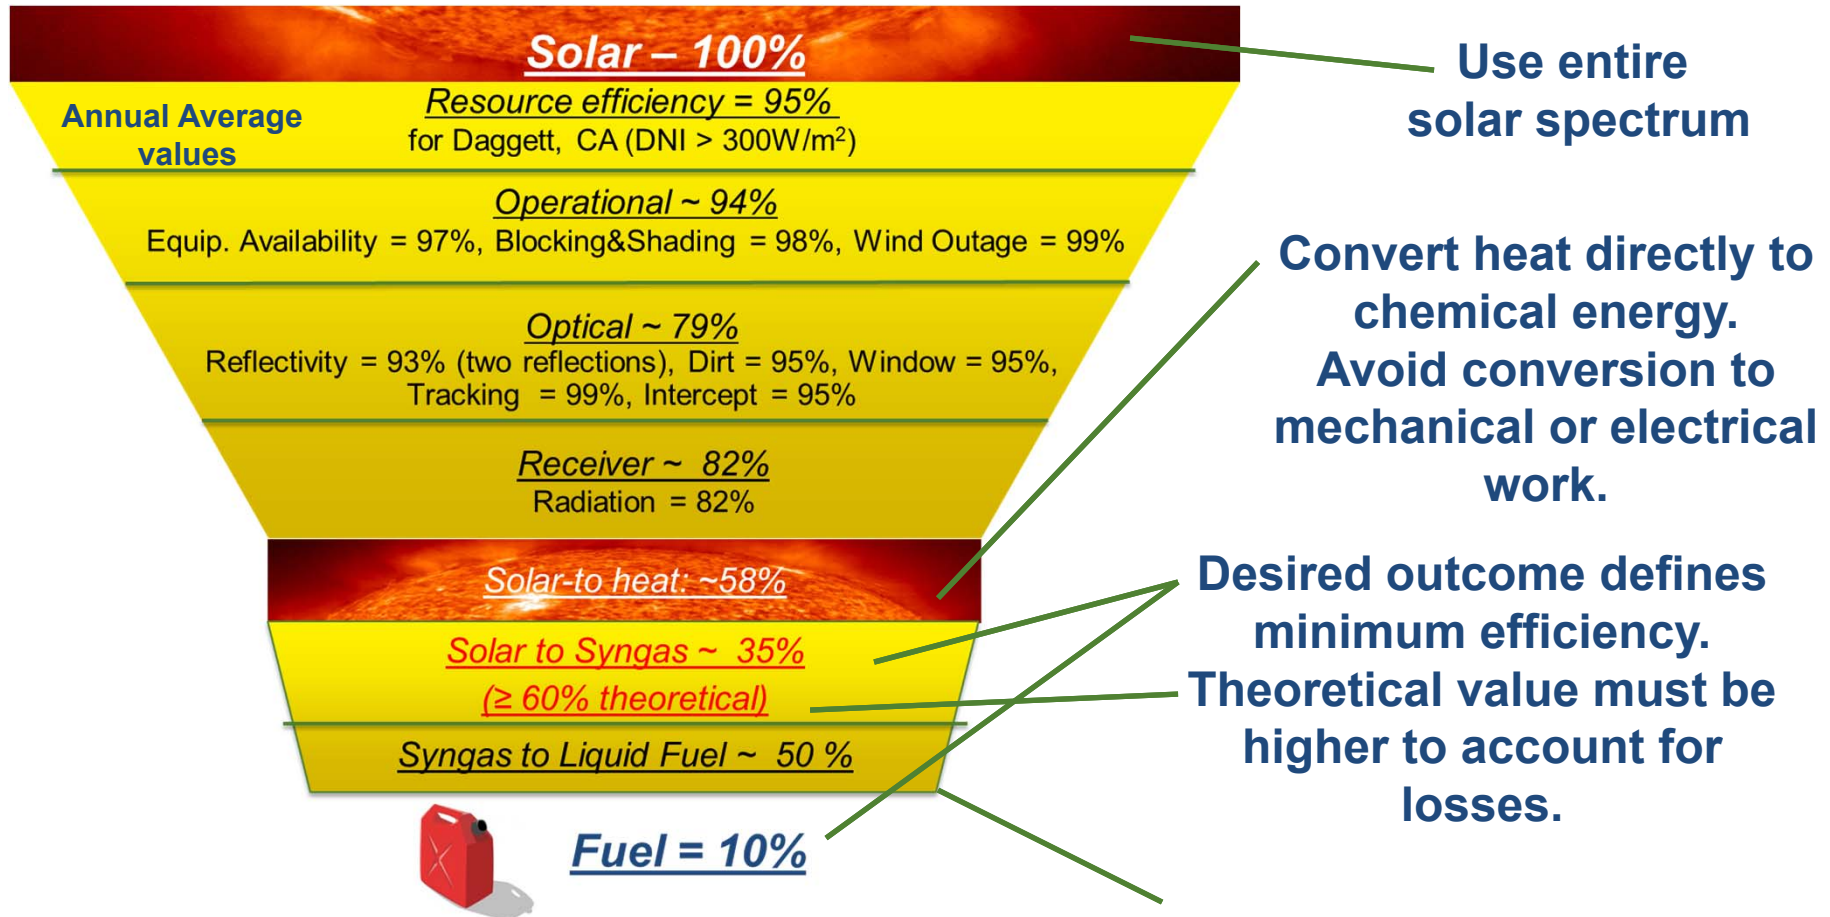 Solar – 100%
Annual Average
values
Resource efficiency = 95%
for Daggett, CA (DNI > 300W/m²)
Operational ~ 94%
Equip. Availability = 97%, Blocking&Shading = 98%, Wind Outage = 99%
Optical ~ 79%
Reflectivity = 93% (two reflections), Dirt = 95%, Window = 95%,
Tracking = 99%, Intercept = 95%
Receiver ~ 82%
Radiation = 82%
Solar-to heat: ~58%
Solar to Syngas ~ 35%
(≥ 60% theoretical)
Syngas to Liquid Fuel ~ 50 %
Fuel = 10%
Use entire
solar spectrum
Convert heat directly to
chemical energy.
Avoid conversion to
mechanical or electrical
work.
Desired outcome defines
minimum efficiency.
Theoretical value must be
higher to account for
losses.